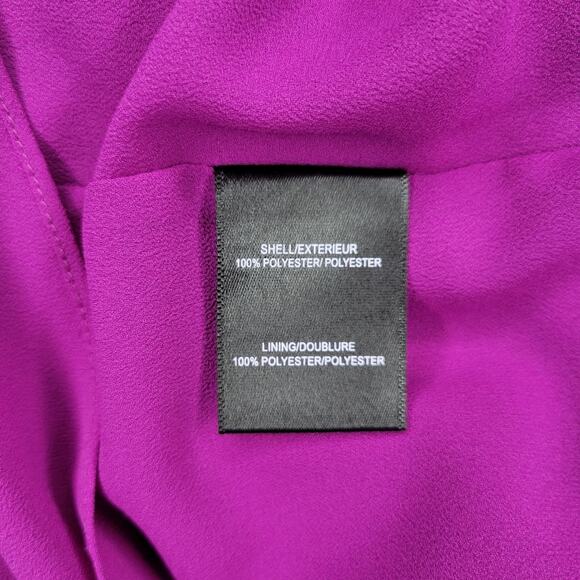 SHELL/EXTERIEUR
100% POLYESTER/ POLYESTER
LINING/DOUBLURE
100% POLYESTER/POLYESTER